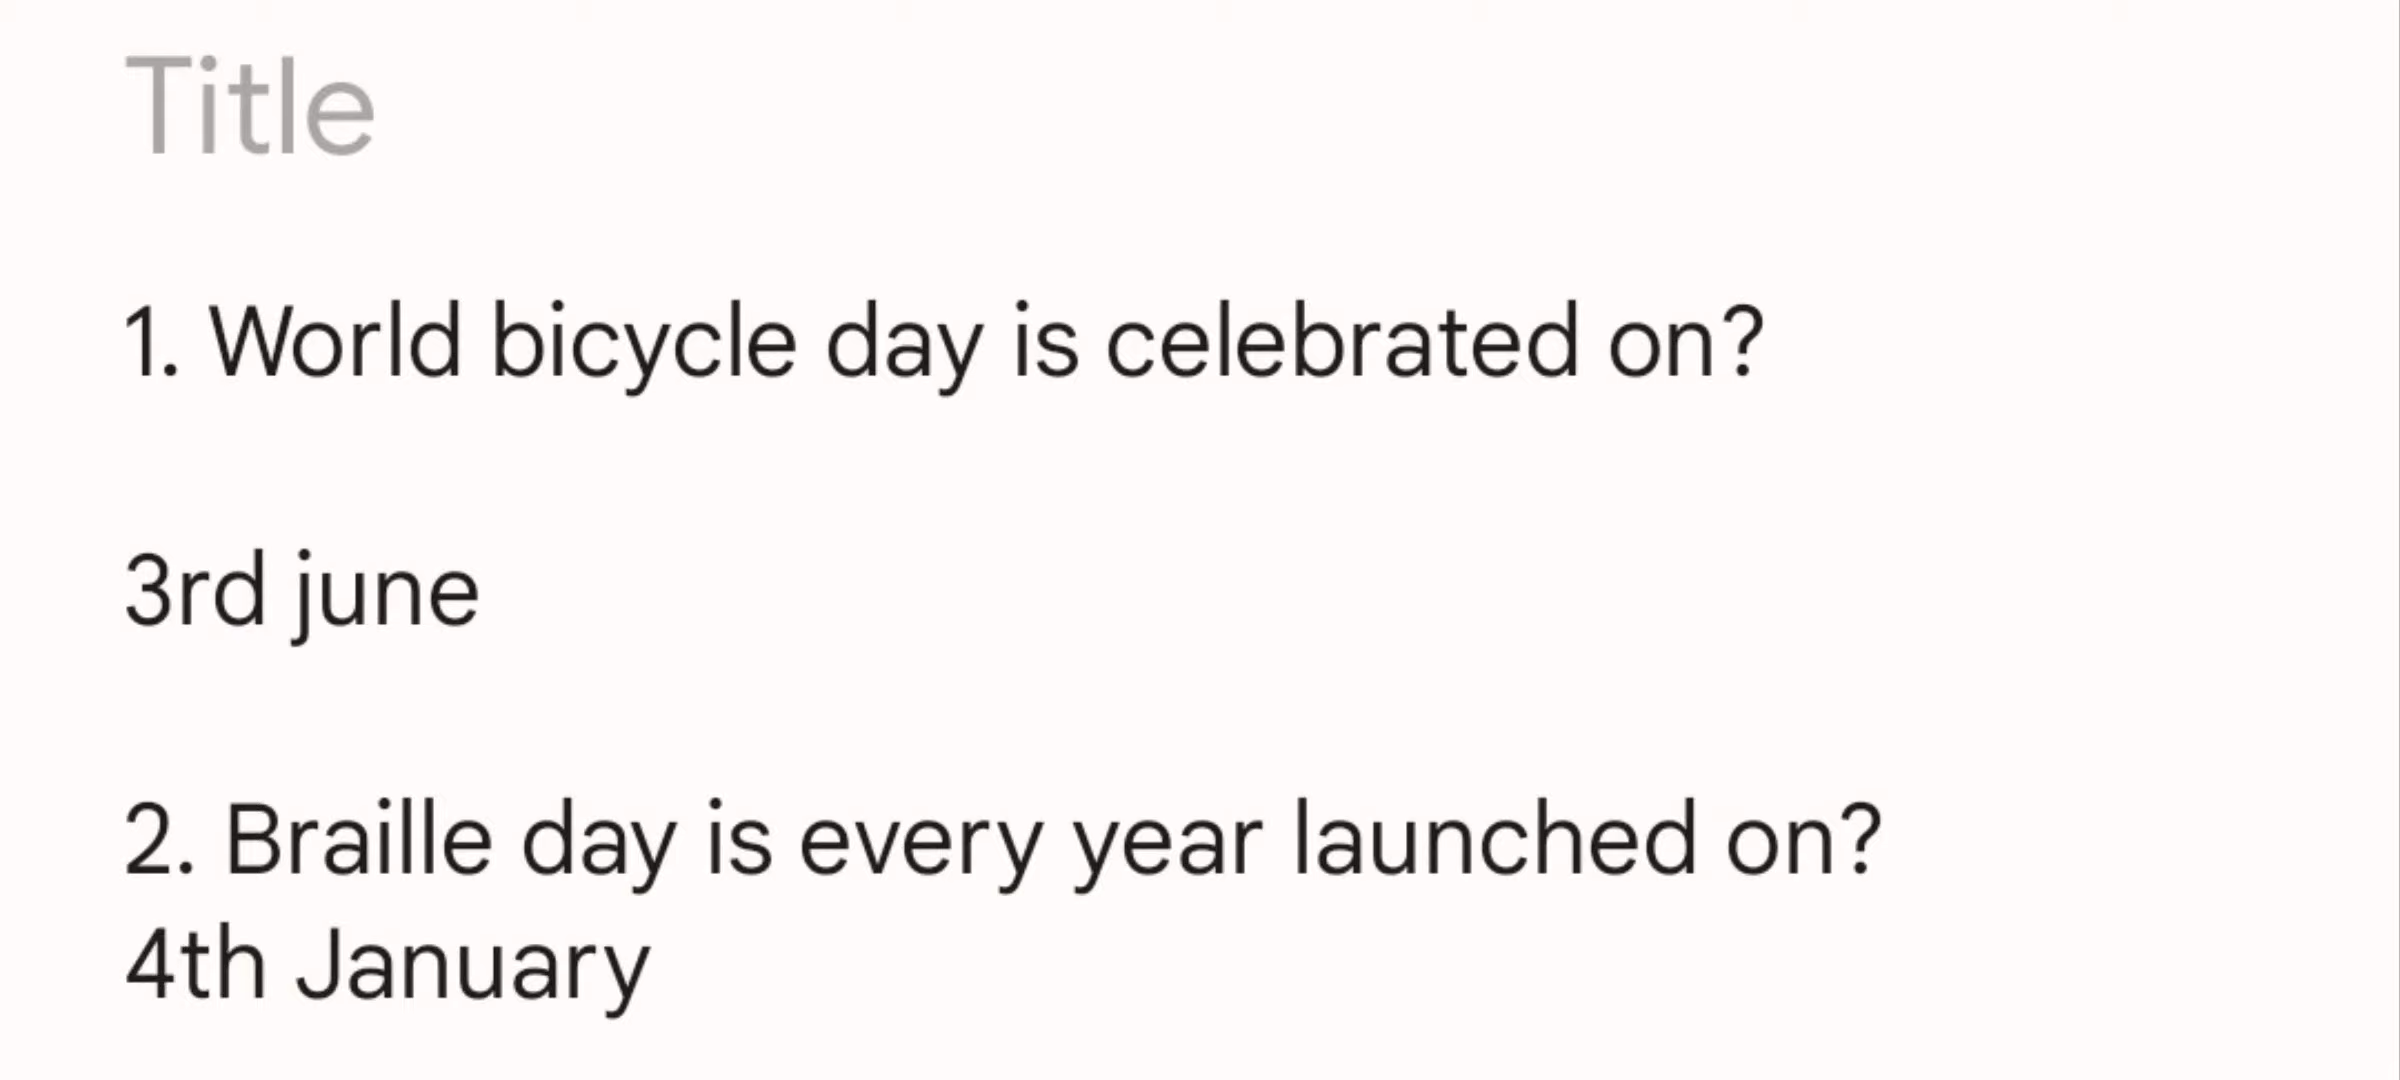 Title
1. World bicycle day is celebrated on?
3rd june
2. Braille day is every year launched on?
4th January